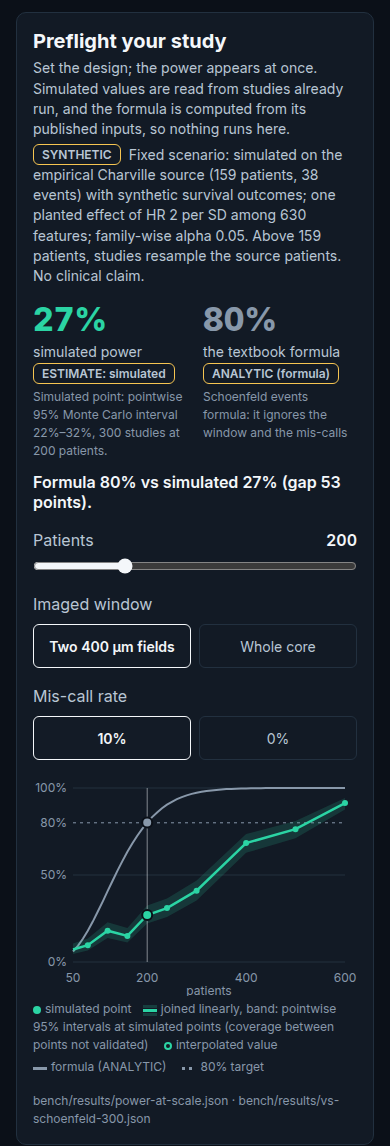 Preflight your study
Set the design; the power appears at once.
Simulated values are read from studies already
run, and the formula is computed from its
published inputs, so nothing runs here.
SYNTHETIC Fixed scenario: simulated on the
empirical Charville source (159 patients, 38
events) with synthetic survival outcomes; one
planted effect of HR 2 per SD among 630
features; family-wise alpha 0.05. Above 159
patients, studies resample the source patients.
No clinical claim.
27%
simulated power
ESTIMATE: simulated
Simulated point: pointwise
95% Monte Carlo interval
22%–32%, 300 studies at
200 patients.
80%
the textbook formula
ANALYTIC (formula)
Schoenfeld events
formula: it ignores the
window and the mis-calls
Formula 80% vs simulated 27% (gap 53
points).
Patients 200
Imaged window
Two 400 µm fields Whole core
Mis-call rate
10% 0%
100%
80%
50%
0%
50 200 400 600
patients
simulated point joined linearly, band: pointwise
95% intervals at simulated points (coverage between
points not validated) interpolated value
formula (ANALYTIC) 80% target
bench/results/power-at-scale.json · bench/results/vs-
schoenfeld-300.json